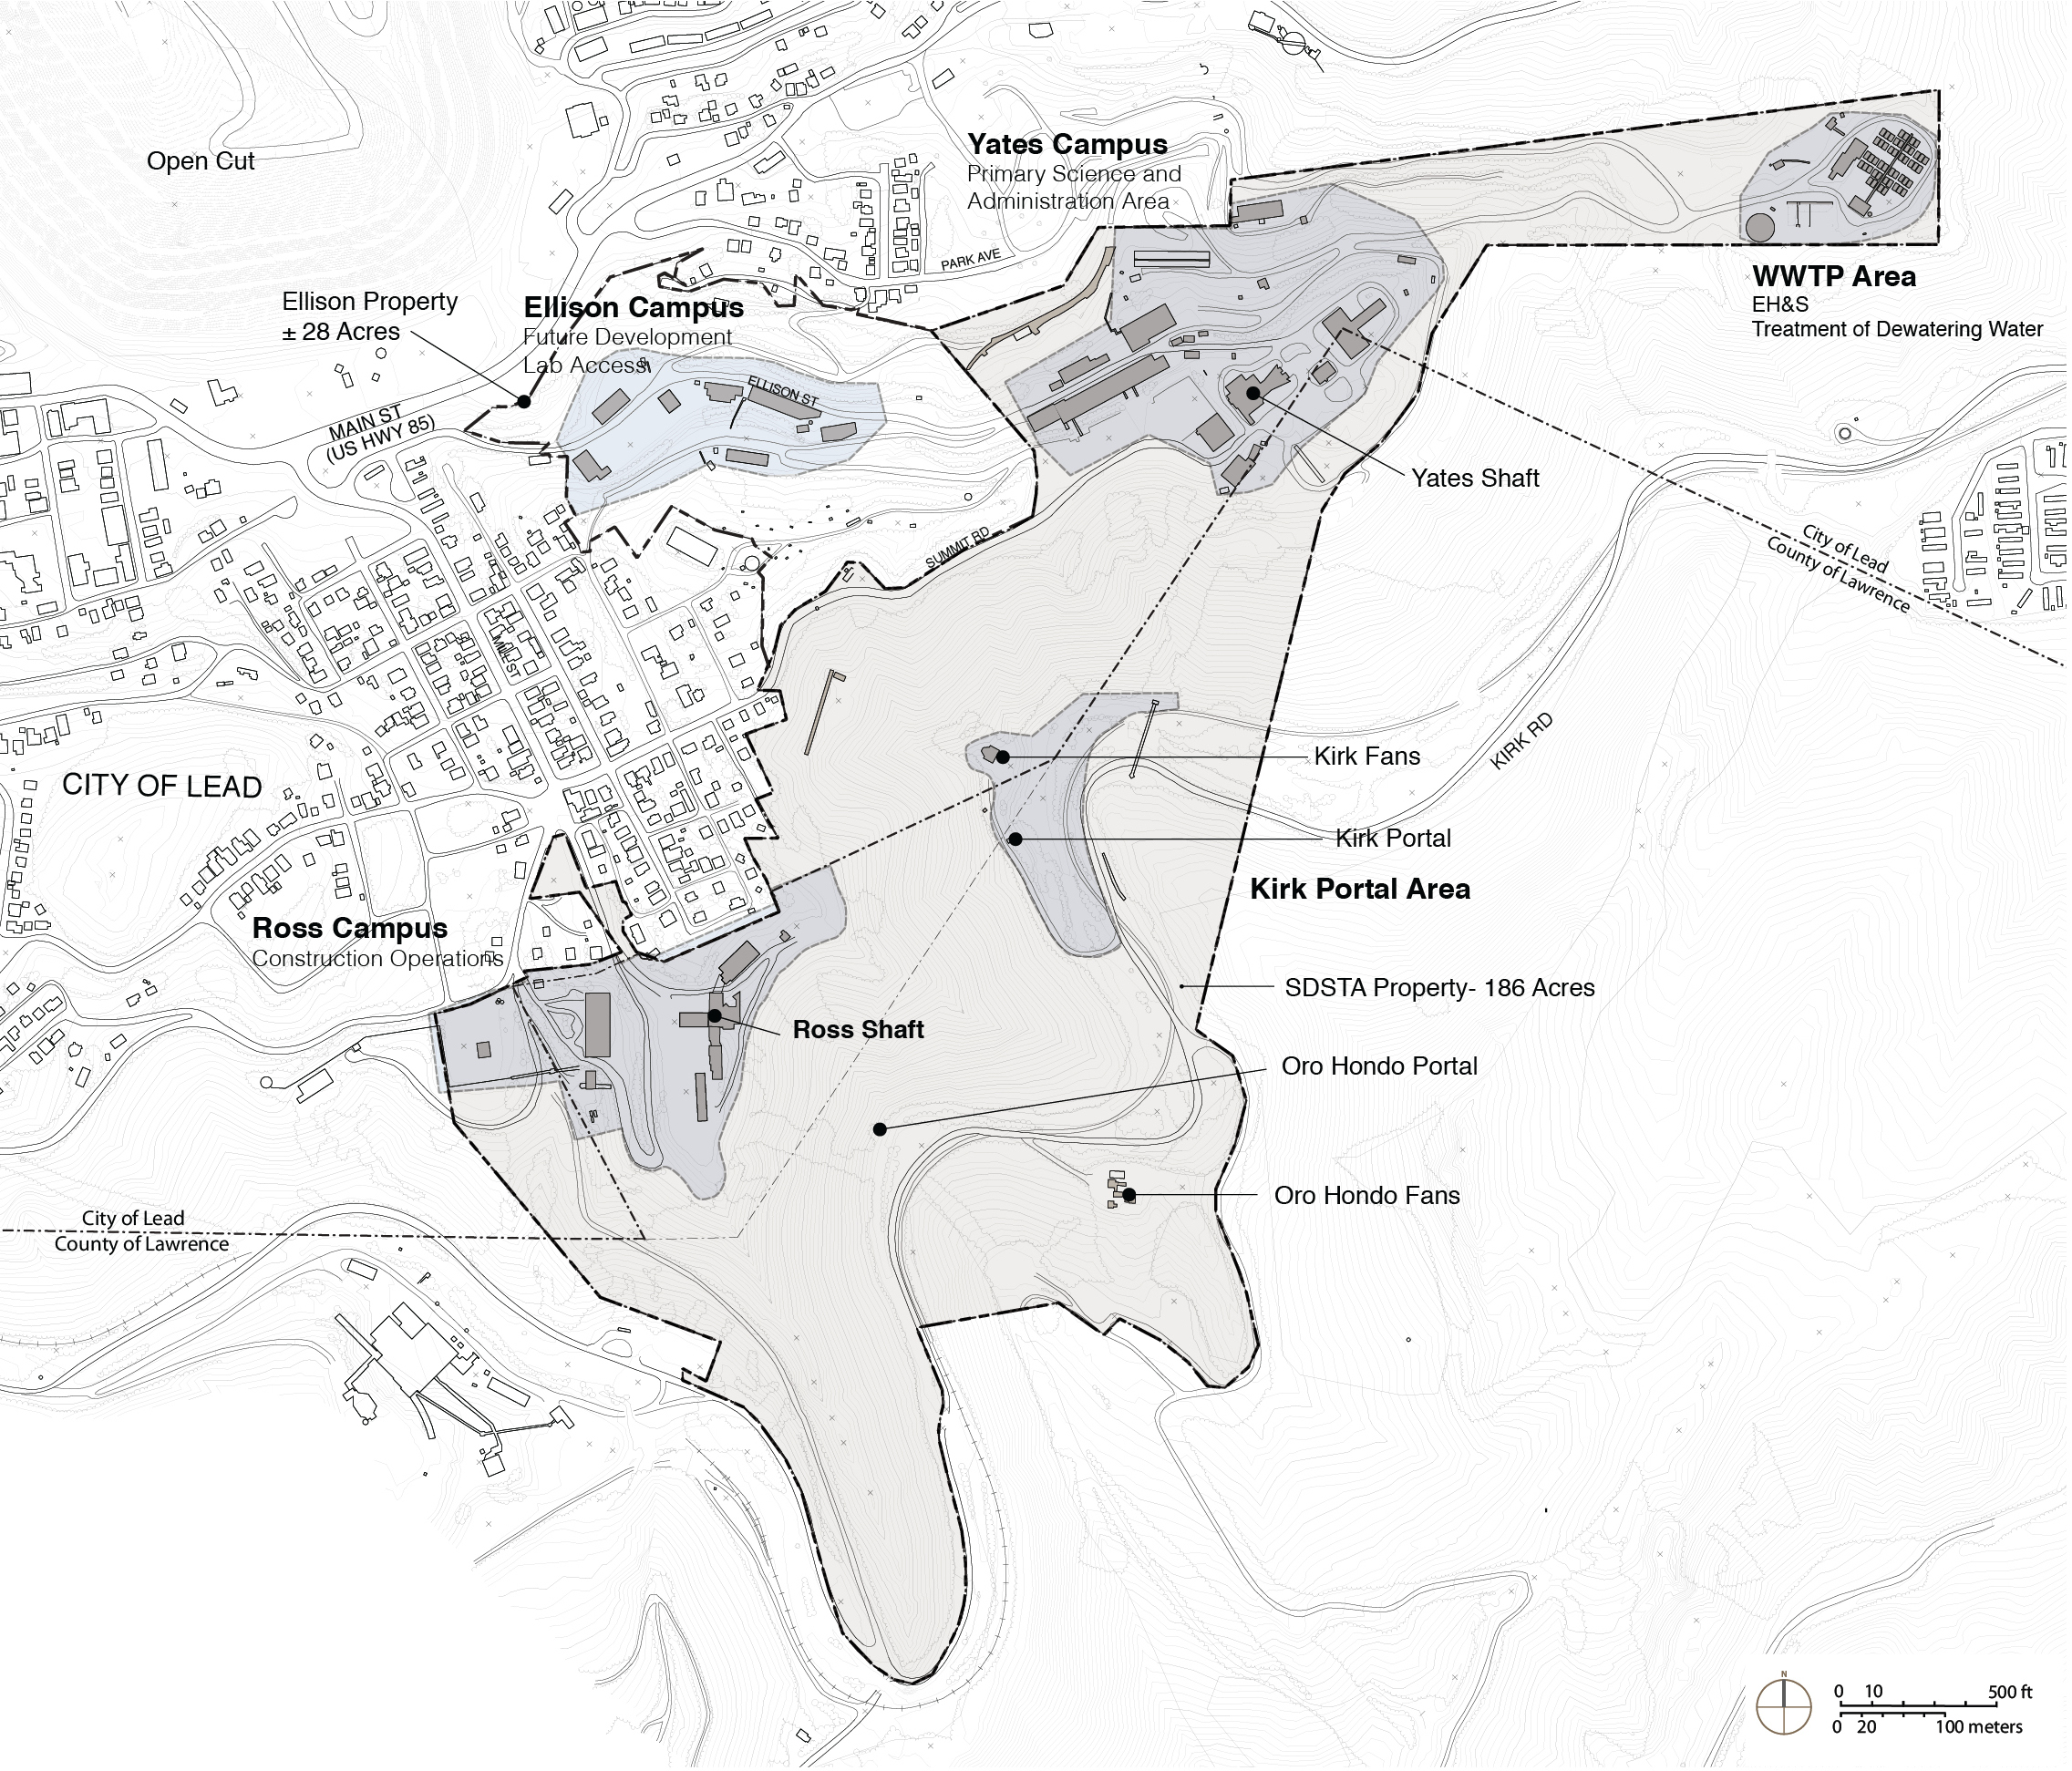 Open Cut
Yates Campus
Primary Science and
Administration Area
PARK AVE
WWTP Area
EH&S
Treatment of Dewatering Water
Ellison Property
± 28 Acres
Ellison Campus
Future Development
Lab Access
ELLISON ST
MAIN ST
(US HWY 85)
Yates Shaft
SUMMIT RD
City of Lead
County of Lawrence
MILL ST
KIRK RD
Kirk Fans
CITY OF LEAD
Kirk Portal
Kirk Portal Area
Ross Campus
Construction Operations
SDSTA Property- 186 Acres
Ross Shaft
Oro Hondo Portal
Oro Hondo Fans
City of Lead
County of Lawrence
N
0 10 500 ft
0 20 100 meters